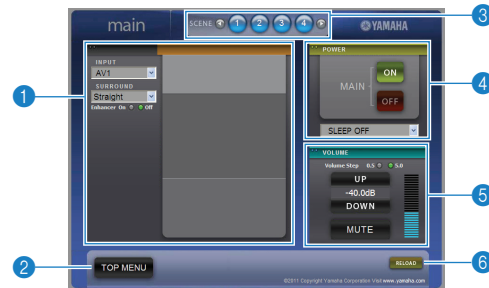 main
SCENE 1 2 3 4
YAMAHA
3
INPUT
AV1
SURROUND
Straight
Enhancer On Off
1
POWER
MAIN
ON
OFF
SLEEP OFF
4
VOLUME
Volume Step 0.5 5.0
UP
-40.0dB
DOWN
MUTE
5
2
TOP MENU
RELOAD
6
©2011 Copyright Yamaha Corporation Visit www.yamaha.com